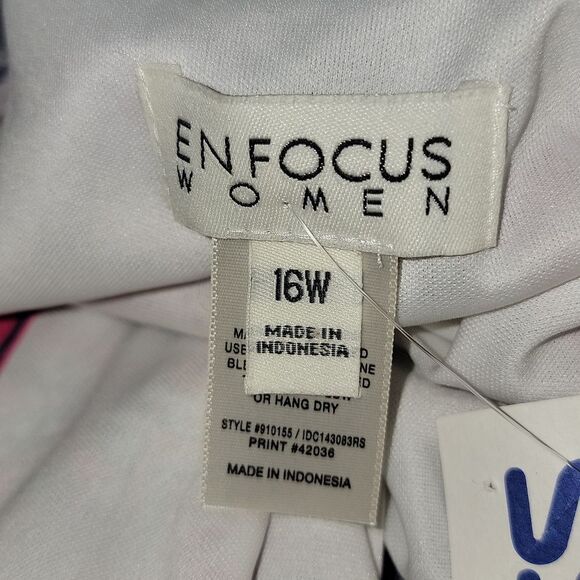 ENFOCUS
WOMEN
16W
MADE IN
INDONESIA
OR HANG DRY
STYLE #910155 / IDC143083RS
PRINT #42036
MADE IN INDONESIA